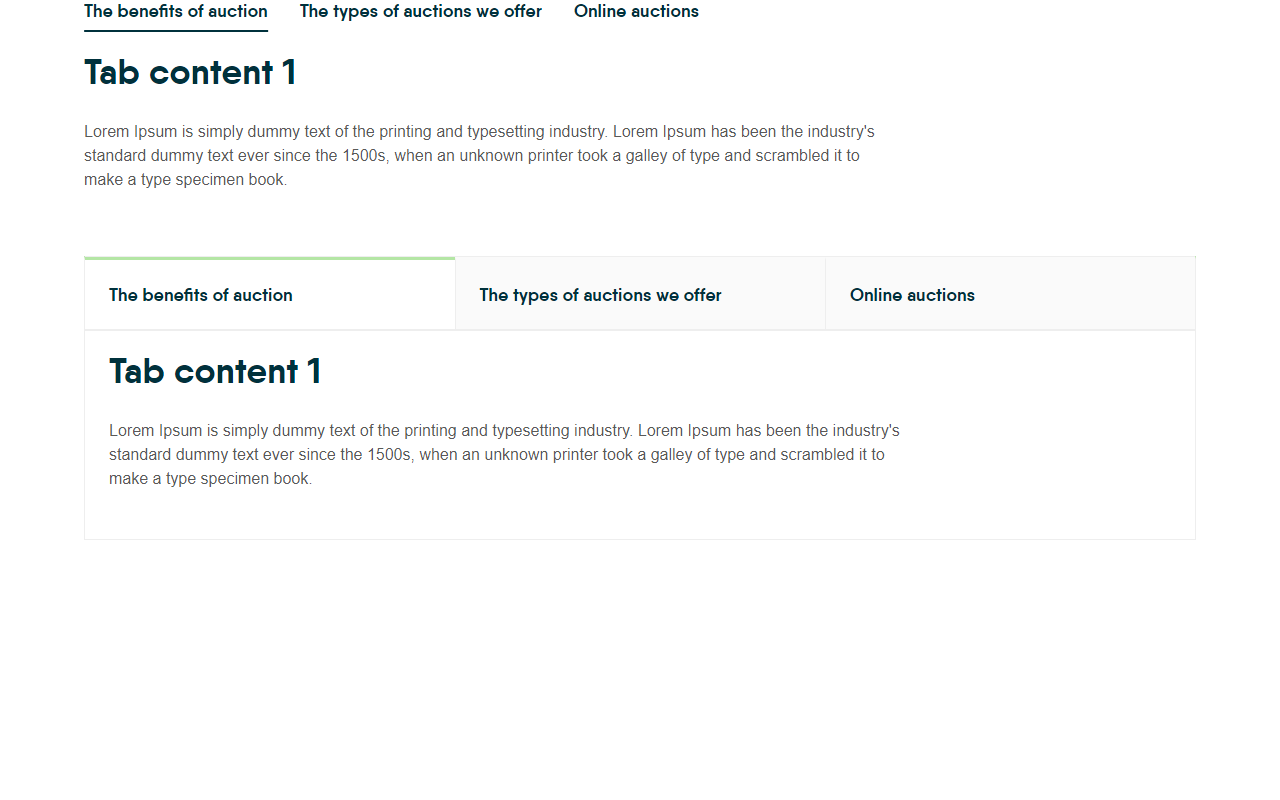 The benefits of auction The types of auctions we offer Online auctions
Tab content 1
Lorem Ipsum is simply dummy text of the printing and typesetting industry. Lorem Ipsum has been the industry's
standard dummy text ever since the 1500s, when an unknown printer took a galley of type and scrambled it to
make a type specimen book.
The benefits of auction The types of auctions we offer Online auctions
Tab content 1
Lorem Ipsum is simply dummy text of the printing and typesetting industry. Lorem Ipsum has been the industry's
standard dummy text ever since the 1500s, when an unknown printer took a galley of type and scrambled it to
make a type specimen book.